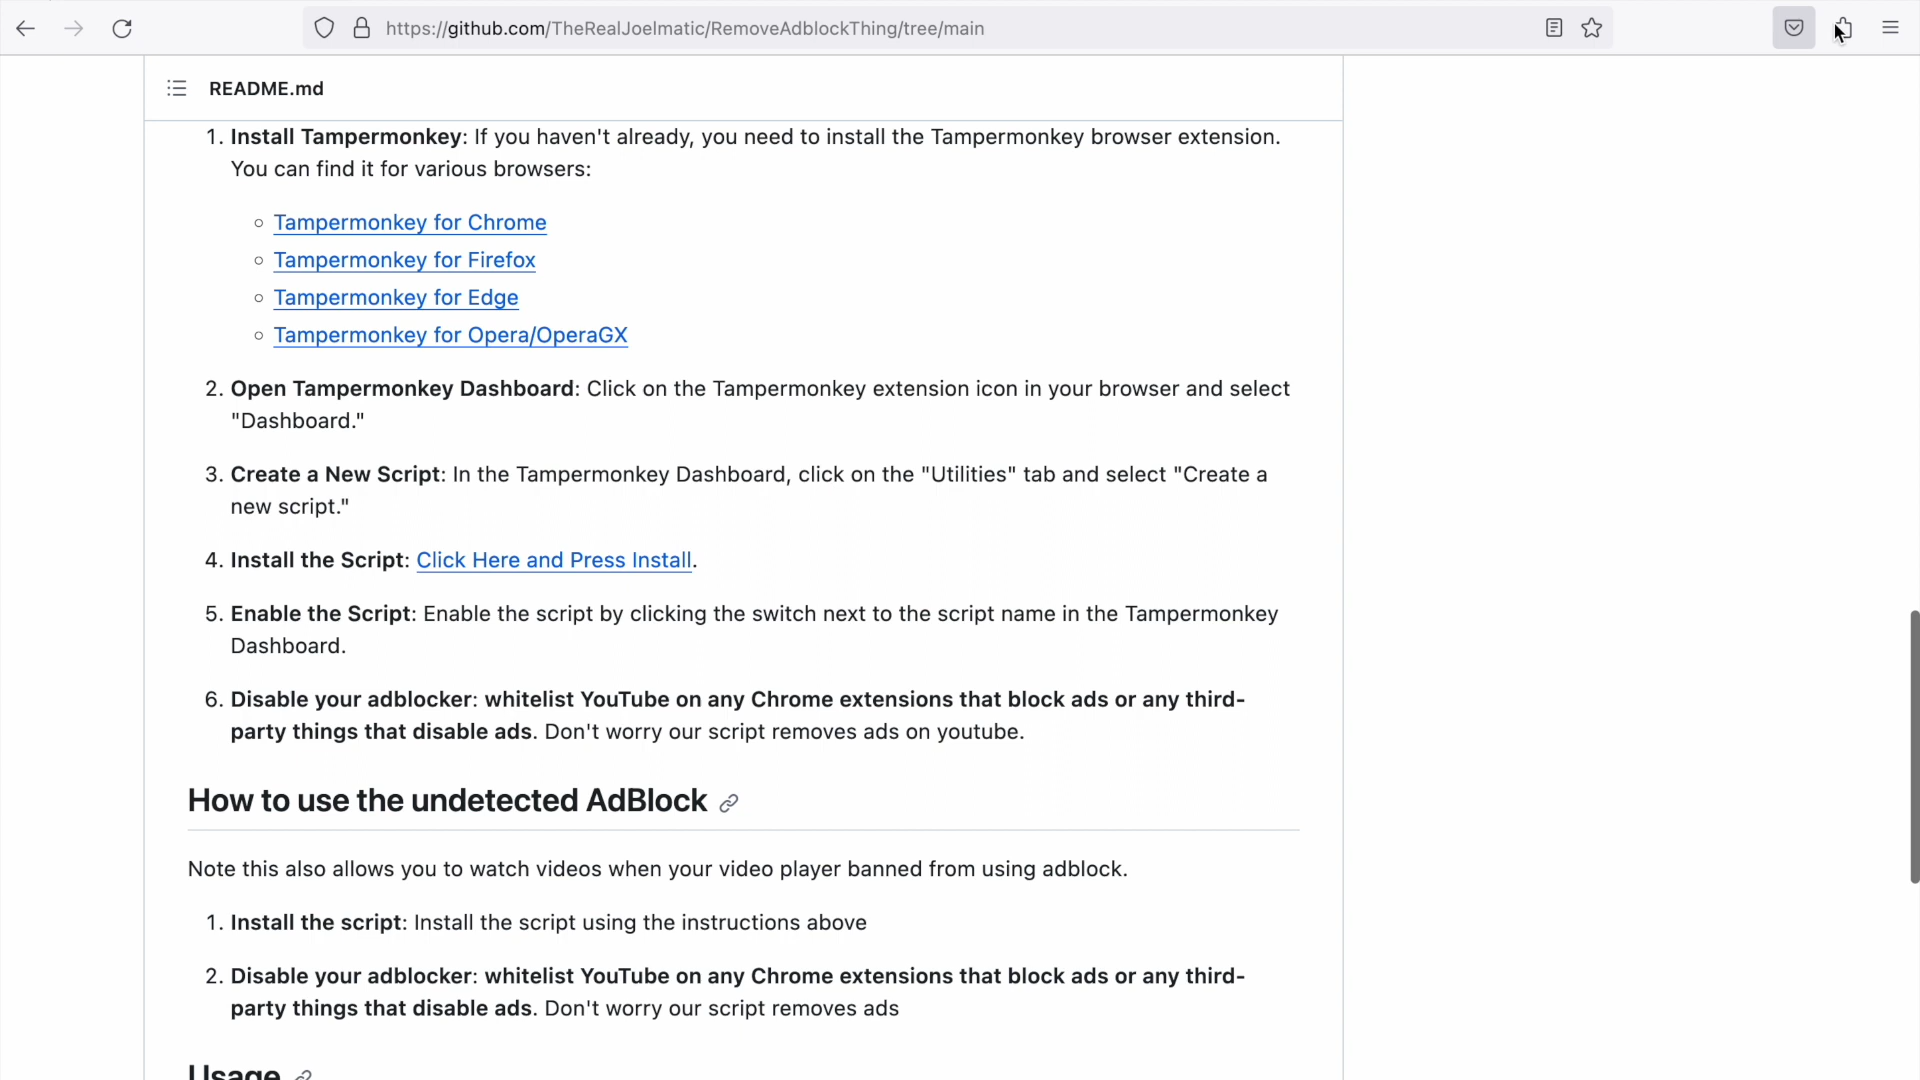 https://github.com/TheRealJoelmatic/RemoveAdblockThing/tree/main
README.md
1. Install Tampermonkey: If you haven't already, you need to install the Tampermonkey browser extension.
You can find it for various browsers:
Tampermonkey for Chrome
Tampermonkey for Firefox
Tampermonkey for Edge
Tampermonkey for Opera/OperaGX
2. Open Tampermonkey Dashboard: Click on the Tampermonkey extension icon in your browser and select
"Dashboard."
3. Create a New Script: In the Tampermonkey Dashboard, click on the "Utilities" tab and select "Create a
new script."
4. Install the Script: Click Here and Press Install.
5. Enable the Script: Enable the script by clicking the switch next to the script name in the Tampermonkey
Dashboard.
6. Disable your adblocker: whitelist YouTube on any Chrome extensions that block ads or any third-
party things that disable ads. Don't worry our script removes ads on youtube.
How to use the undetected AdBlock
Note this also allows you to watch videos when your video player banned from using adblock.
1. Install the script: Install the script using the instructions above
2. Disable your adblocker: whitelist YouTube on any Chrome extensions that block ads or any third-
party things that disable ads. Don't worry our script removes ads
Usage